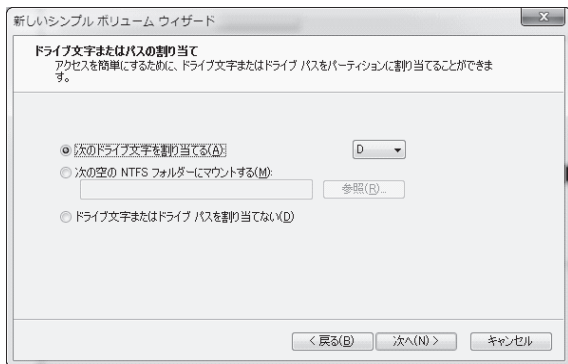 新しいシンプル ボリューム ウィザード
ドライブ文字またはパスの割り当て
アクセスを簡単にするために、ドライブ文字またはドライブ パスをパーティションに割り当てることができま
す。
次のドライブ文字を割り当てる(A):
D
次の空の NTFS フォルダーにマウントする(M):
参照(R)...
ドライブ文字またはドライブ パスを割り当てない(D)
< 戻る(B)
次へ(N) >
キャンセル